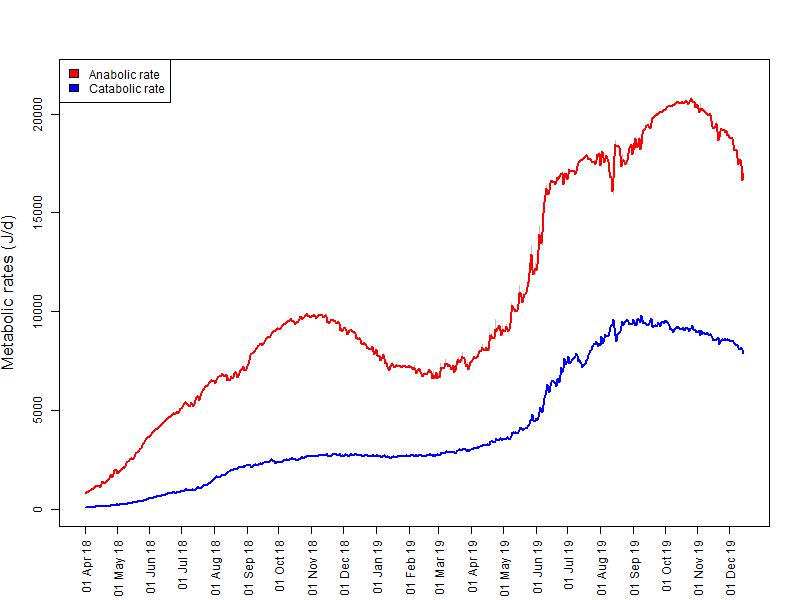 Anabolic rate
Catabolic rate
Metabolic rates (J/d)
20000
15000
10000
5000
0
01 Apr 18
01 May 18
01 Jun 18
01 Jul 18
01 Aug 18
01 Sep 18
01 Oct 18
01 Nov 18
01 Dec 18
01 Jan 19
01 Feb 19
01 Mar 19
01 Apr 19
01 May 19
01 Jun 19
01 Jul 19
01 Aug 19
01 Sep 19
01 Oct 19
01 Nov 19
01 Dec 19